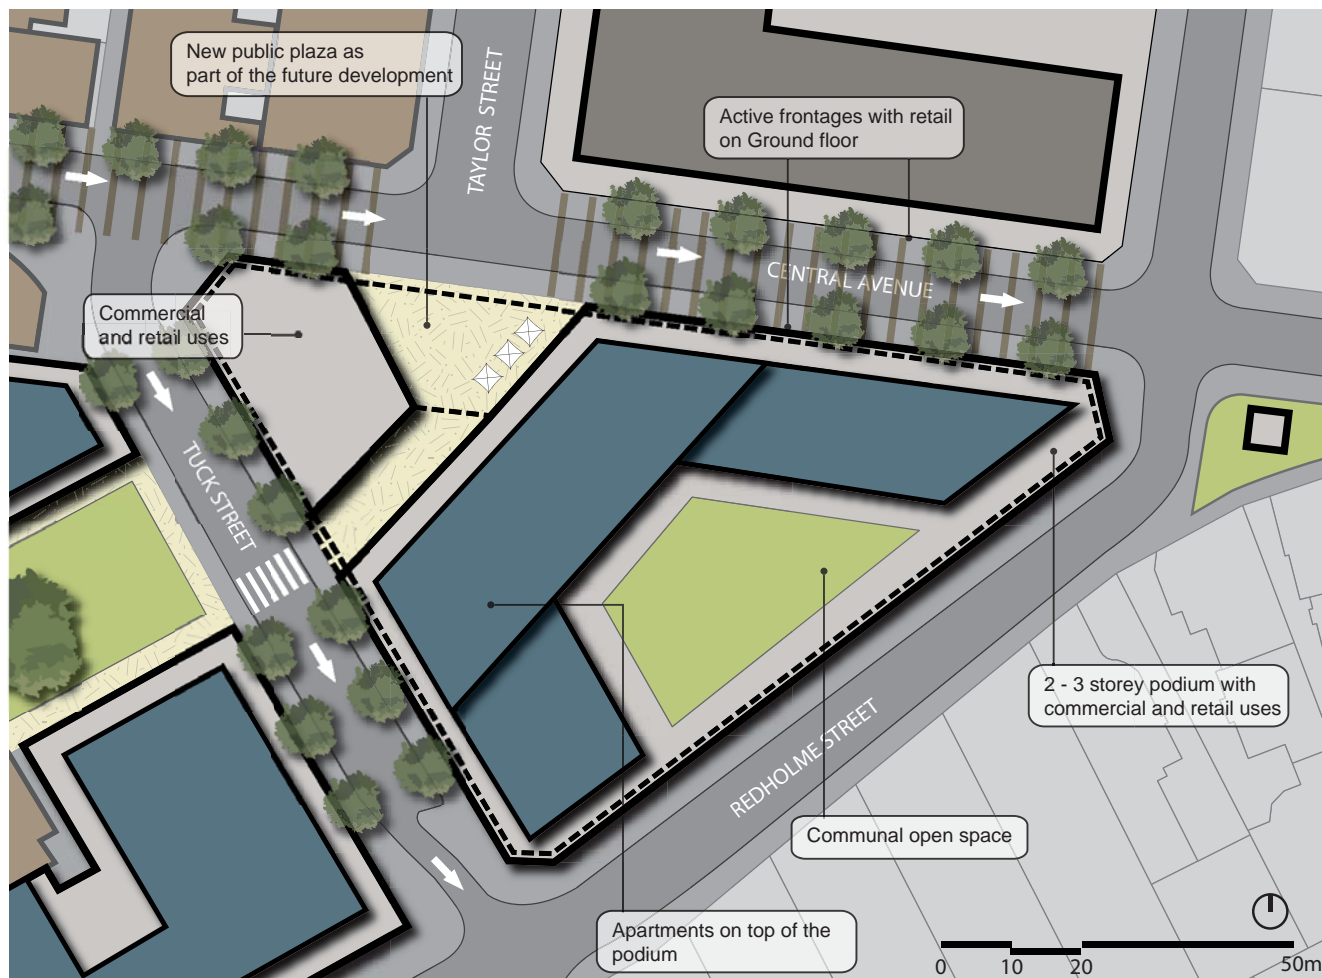 New public plaza as
part of the future development
TAYLOR STREET
Active frontages with retail
on Ground floor
CENTRAL AVENUE
Commercial
and retail uses
TUCK STREET
2 - 3 storey podium with
commercial and retail uses
REDHOLME STREET
Communal open space
Apartments on top of the
podium
0 10 20 50m